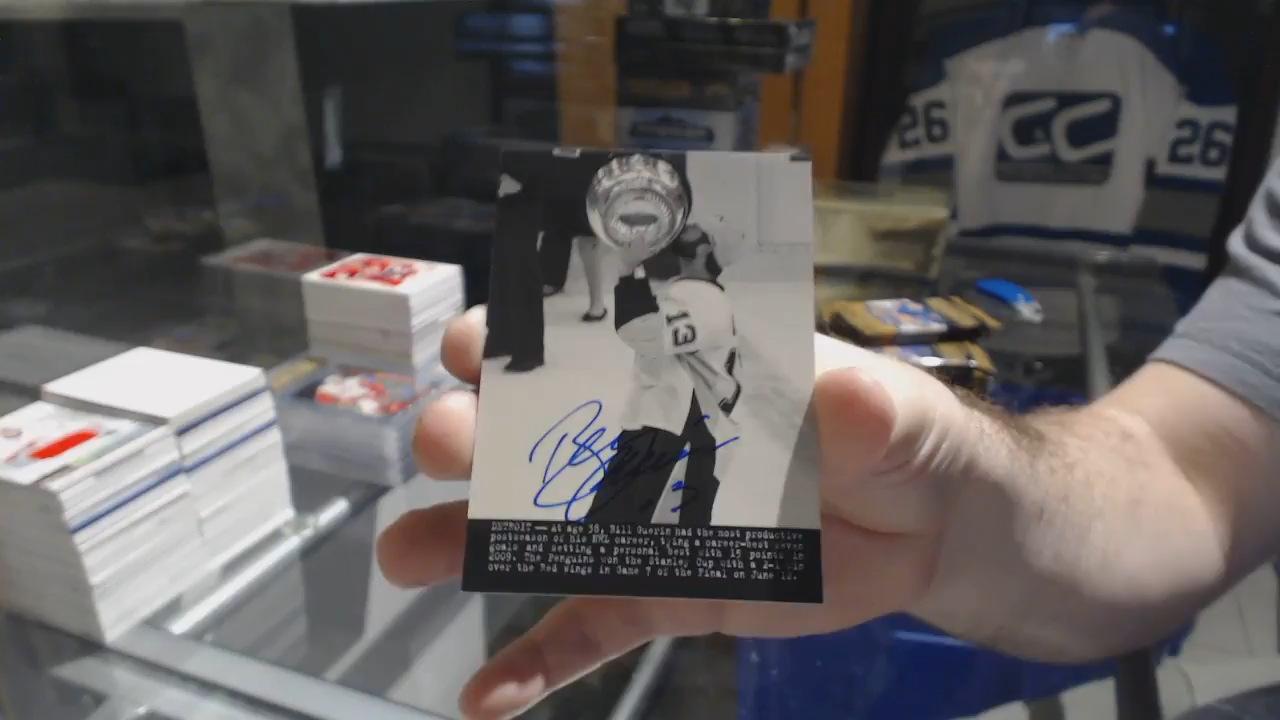 26
CC
26
13
DETROIT — At age 38, Bill Guerin had the most productive
postseason of his NHL career, tying a career-best seven
goals and setting a personal best with 15 points in
2009. The Penguins won the Stanley Cup with a 2-1 win
over the Red Wings in Game 7 of the Final on June 12.